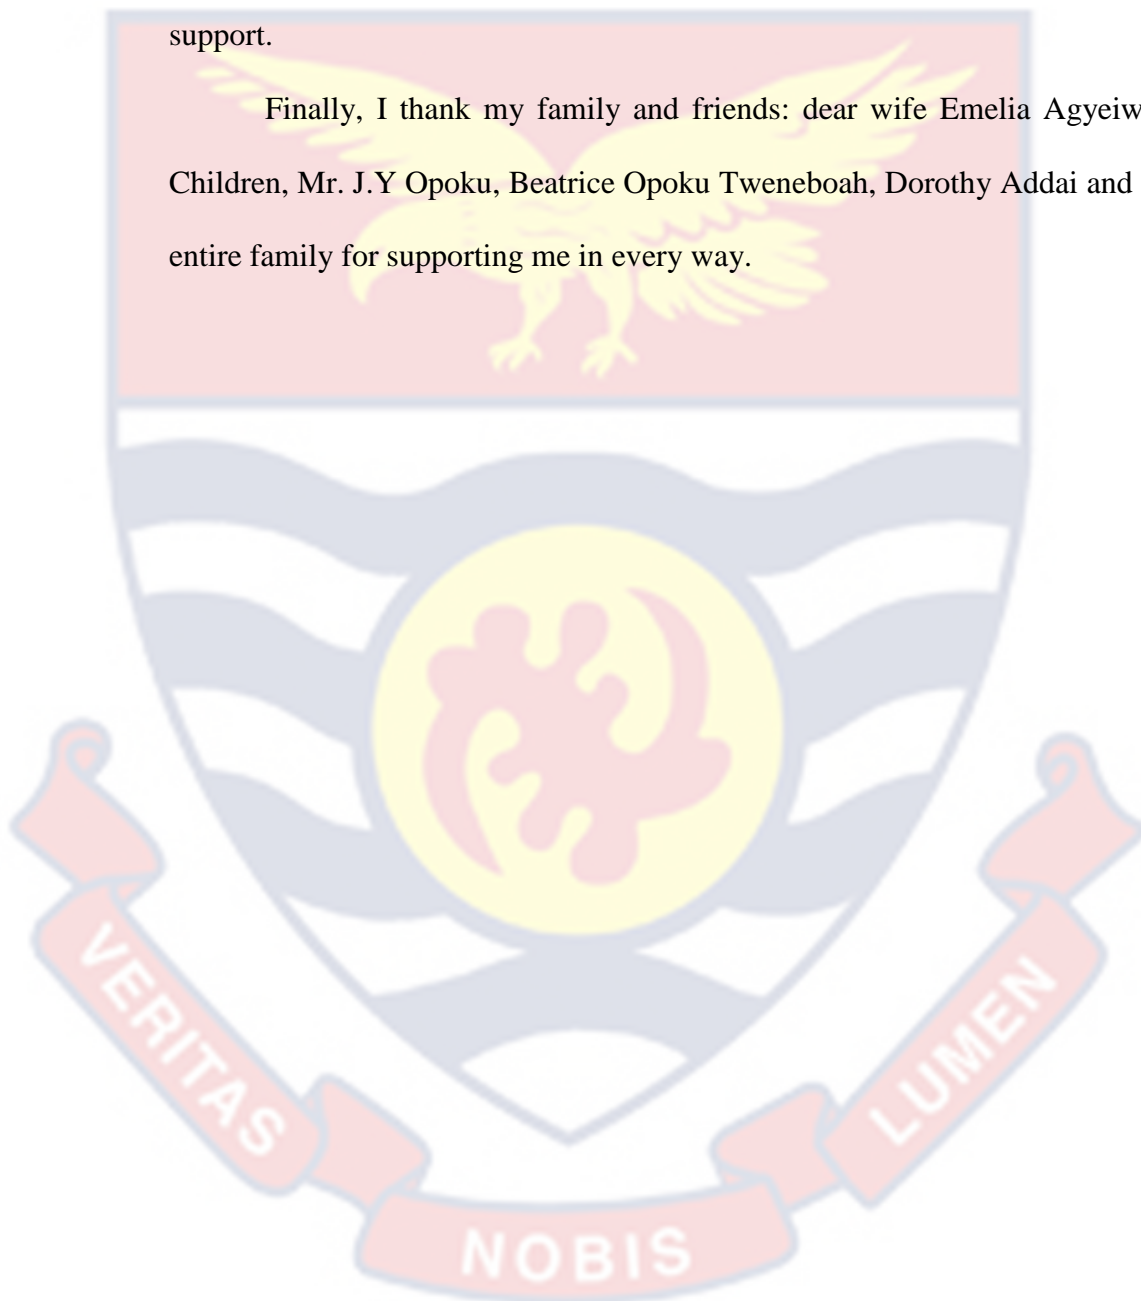 support.
Finally, I thank my family and friends: dear wife Emelia
Children, Mr. J.Y Opoku, Beatrice Opoku Tweneboah, Dorothy Addai and
entire family for supporting me in every way.
VERITAS
NOBIS
LUMEN